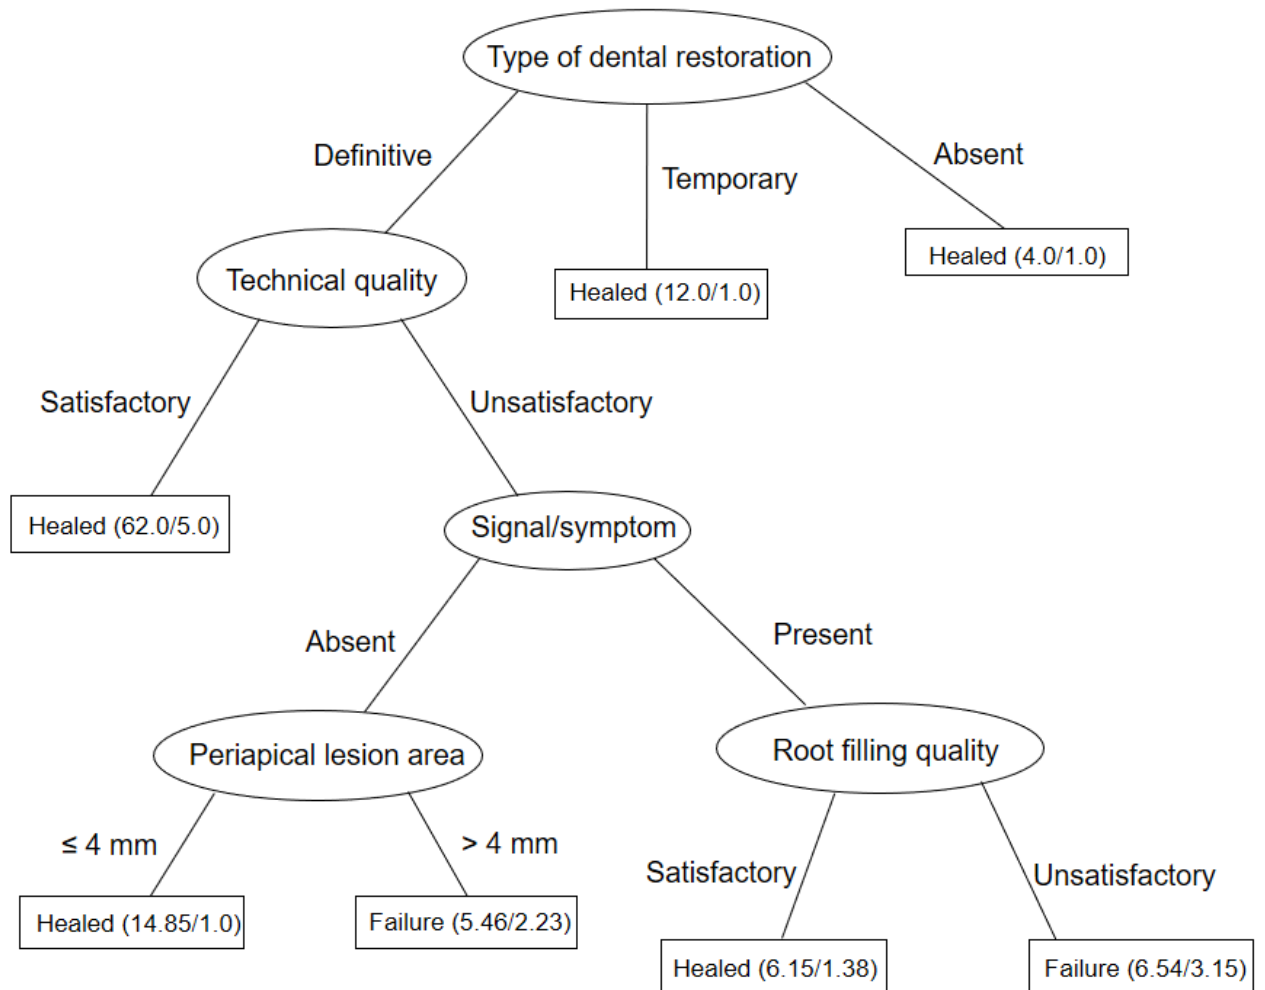 Type of dental restoration
Definitive
Temporary
Absent
Technical quality
Healed (12.0/1.0)
Healed (4.0/1.0)
Satisfactory
Unsatisfactory
Healed (62.0/5.0)
Signal/symptom
Absent
Present
Periapical lesion area
Root filling quality
≤ 4 mm
> 4 mm
Satisfactory
Unsatisfactory
Healed (14.85/1.0)
Failure (5.46/2.23)
Healed (6.15/1.38)
Failure (6.54/3.15)